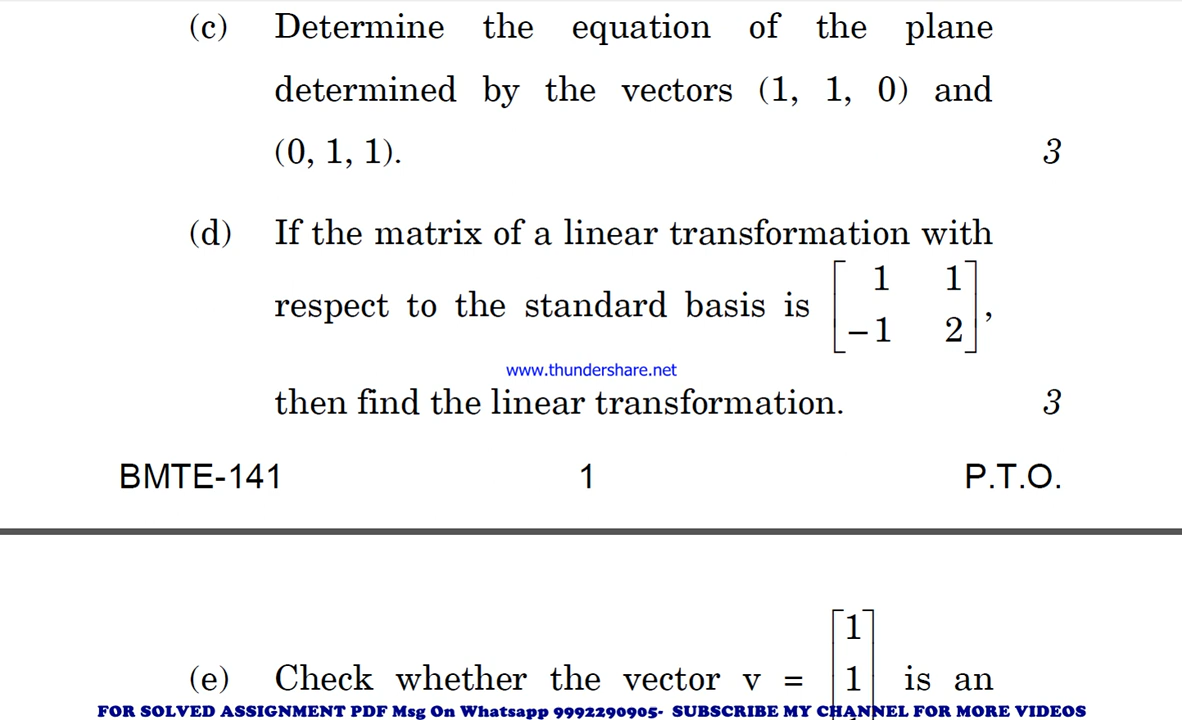 (c) Determine the equation of the plane
determined by the vectors (1, 1, 0) and
(0, 1, 1). 3
(d) If the matrix of a linear transformation with
respect to the standard basis is [1 1
−1 2],
www.thundershare.net
then find the linear transformation. 3
BMTE-141 1 P.T.O.
(e) Check whether the vector v = [1
1 is an
FOR SOLVED ASSIGNMENT PDF Msg On Whatsapp 9992290905- SUBSCRIBE MY CHANNEL FOR MORE VIDEOS